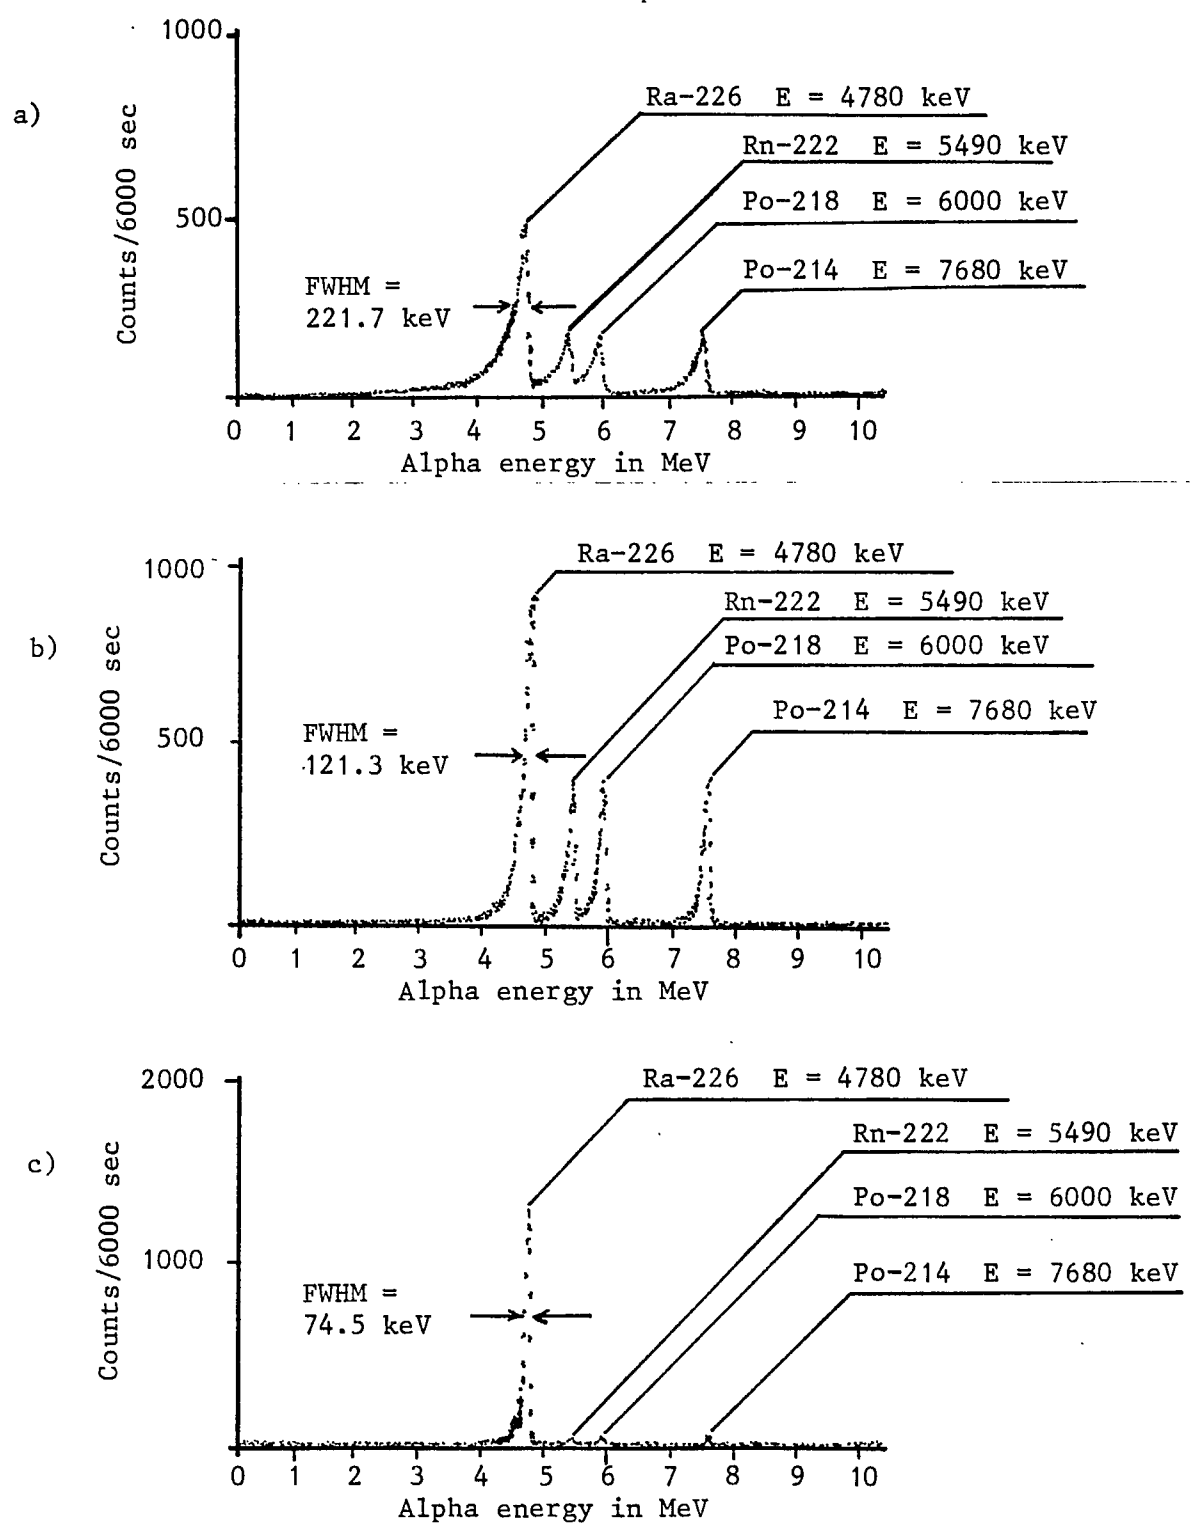 a)
1000
500
Counts/6000 sec
Ra-226 E = 4780 keV
Rn-222 E = 5490 keV
Po-218 E = 6000 keV
Po-214 E = 7680 keV
FWHM =
221.7 keV
0 1 2 3 4 5 6 7 8 9 10
Alpha energy in MeV
b)
1000
500
Counts/6000 sec
Ra-226 E = 4780 keV
Rn-222 E = 5490 keV
Po-218 E = 6000 keV
Po-214 E = 7680 keV
FWHM =
121.3 keV
0 1 2 3 4 5 6 7 8 9 10
Alpha energy in MeV
c)
2000
1000
Counts/6000 sec
Ra-226 E = 4780 keV
Rn-222 E = 5490 keV
Po-218 E = 6000 keV
Po-214 E = 7680 keV
FWHM =
74.5 keV
0 1 2 3 4 5 6 7 8 9 10
Alpha energy in MeV